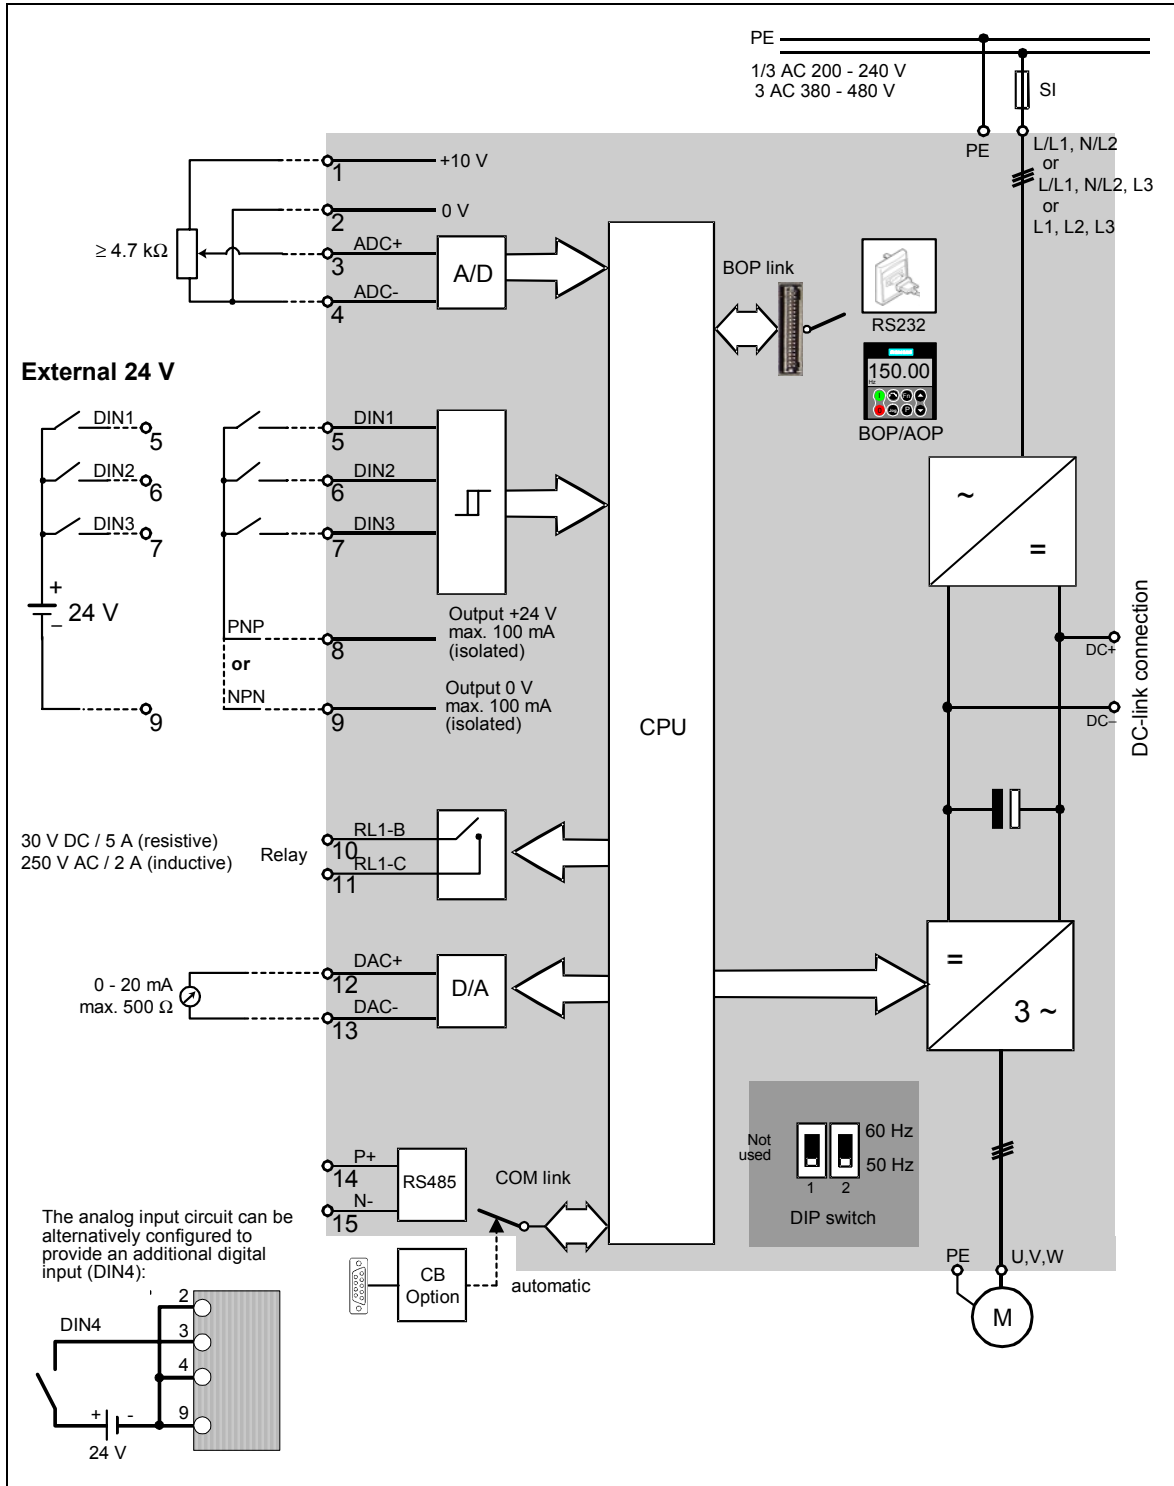 PE
1/3 AC 200 - 240 V
3 AC 380 - 480 V
SI
PE
L/L1, N/L2
or
L/L1, N/L2, L3
or
L1, L2, L3
1
+10 V
2
0 V
≥ 4.7 kΩ
ADC+
3
ADC-
4
A/D
BOP link
RS232
150.00
Hz
Fn
jog
P
BOP/AOP
External 24 V
DIN1
5
DIN2
6
DIN3
7
+
24 V
−
9
DIN1
5
DIN2
6
DIN3
7
PNP
8
or
NPN
9
Output +24 V
max. 100 mA
(isolated)
Output 0 V
max. 100 mA
(isolated)
CPU
~
=
DC+
DC−
DC-link connection
30 V DC / 5 A (resistive)
250 V AC / 2 A (inductive)
Relay
RL1-B
10
RL1-C
11
0 - 20 mA
max. 500 Ω
DAC+
12
DAC-
13
D/A
=
3 ~
Not
used
60 Hz
50 Hz
1 2
DIP switch
P+
14
N-
15
RS485
COM link
CB
Option
automatic
PE
U,V,W
M
The analog input circuit can be
alternatively configured to
provide an additional digital
input (DIN4):
DIN4
2
3
4
9
+ -
24 V